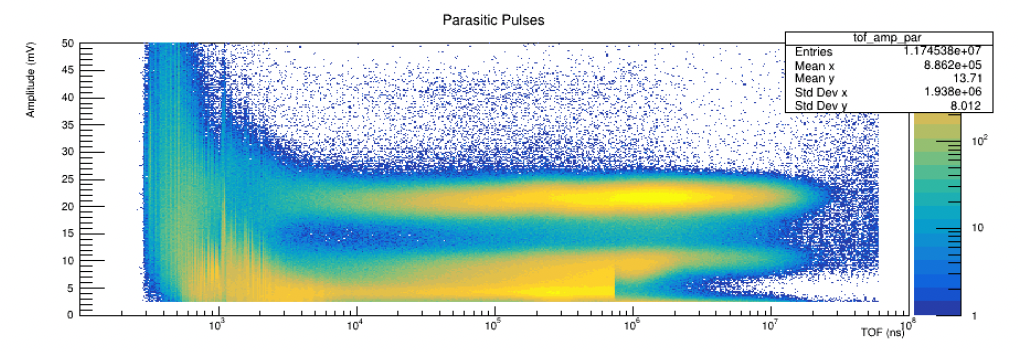 Parasitic Pulses
tof_amp_par
Entries 1.174538e+07
Mean x 8.862e+05
Mean y 13.71
Std Dev x 1.938e+06
Std Dev y 8.012
Amplitude (mV)
50
45
40
35
30
25
20
15
10
5
0
10³
10⁴
10⁵
10⁶
10⁷
10⁸
TOF (ns)
10²
10
1